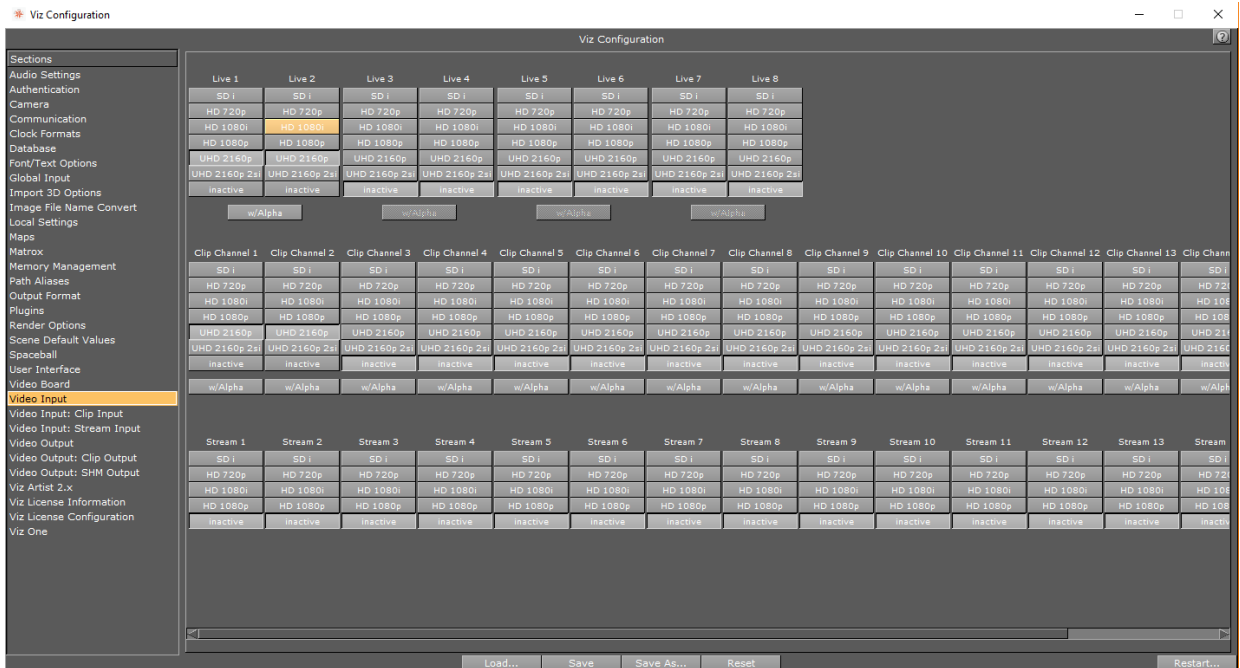 Viz Configuration
Viz Configuration
Sections
Audio Settings
Authentication
Camera
Communication
Clock Formats
Database
Font/Text Options
Global Input
Import 3D Options
Image File Name Convert
Local Settings
Maps
Matrox
Memory Management
Path Aliases
Output Format
Plugins
Render Options
Scene Default Values
Spaceball
User Interface
Video Board
Video Input
Video Input: Clip Input
Video Input: Stream Input
Video Output
Video Output: Clip Output
Video Output: SHM Output
Viz Artist 2.x
Viz License Information
Viz License Configuration
Viz One
Live 1 Live 2 Live 3 Live 4 Live 5 Live 6 Live 7 Live 8
SD i SD i SD i SD i SD i SD i SD i SD i
HD 720p HD 720p HD 720p HD 720p HD 720p HD 720p HD 720p HD 720p
HD 1080i HD 1080i HD 1080i HD 1080i HD 1080i HD 1080i HD 1080i HD 1080i
HD 1080p HD 1080p HD 1080p HD 1080p HD 1080p HD 1080p HD 1080p HD 1080p
UHD 2160p UHD 2160p UHD 2160p UHD 2160p UHD 2160p UHD 2160p UHD 2160p UHD 2160p
UHD 2160p 2si UHD 2160p 2si UHD 2160p 2si UHD 2160p 2si UHD 2160p 2si UHD 2160p 2si UHD 2160p 2si UHD 2160p 2si
inactive inactive inactive inactive inactive inactive inactive inactive
w/Alpha w/Alpha w/Alpha w/Alpha
Clip Channel 1 Clip Channel 2 Clip Channel 3 Clip Channel 4 Clip Channel 5 Clip Channel 6 Clip Channel 7 Clip Channel 8 Clip Channel 9 Clip Channel 10 Clip Channel 11 Clip Channel 12 Clip Channel 13 Clip Chann
SD i SD i SD i SD i SD i SD i SD i SD i SD i SD i SD i SD i SD i SD i
HD 720p HD 720p HD 720p HD 720p HD 720p HD 720p HD 720p HD 720p HD 720p HD 720p HD 720p HD 720p HD 720p HD 72
HD 1080i HD 1080i HD 1080i HD 1080i HD 1080i HD 1080i HD 1080i HD 1080i HD 1080i HD 1080i HD 1080i HD 1080i HD 1080i HD 108
HD 1080p HD 1080p HD 1080p HD 1080p HD 1080p HD 1080p HD 1080p HD 1080p HD 1080p HD 1080p HD 1080p HD 1080p HD 1080p HD 108
UHD 2160p UHD 2160p UHD 2160p UHD 2160p UHD 2160p UHD 2160p UHD 2160p UHD 2160p UHD 2160p UHD 2160p UHD 2160p UHD 2160p UHD 2160p UHD 21
UHD 2160p 2si UHD 2160p 2si UHD 2160p 2si UHD 2160p 2si UHD 2160p 2si UHD 2160p 2si UHD 2160p 2si UHD 2160p 2si UHD 2160p 2si UHD 2160p 2si UHD 2160p 2si UHD 2160p 2si UHD 2160p 2si UHD 2160
inactive inactive inactive inactive inactive inactive inactive inactive inactive inactive inactive inactive inactive inactiv
w/Alpha w/Alpha w/Alpha w/Alpha w/Alpha w/Alpha w/Alpha w/Alpha w/Alpha w/Alpha w/Alpha w/Alpha w/Alpha w/Alph
Stream 1 Stream 2 Stream 3 Stream 4 Stream 5 Stream 6 Stream 7 Stream 8 Stream 9 Stream 10 Stream 11 Stream 12 Stream 13 Stream
SD i SD i SD i SD i SD i SD i SD i SD i SD i SD i SD i SD i SD i SD i
HD 720p HD 720p HD 720p HD 720p HD 720p HD 720p HD 720p HD 720p HD 720p HD 720p HD 720p HD 720p HD 720p HD 72
HD 1080i HD 1080i HD 1080i HD 1080i HD 1080i HD 1080i HD 1080i HD 1080i HD 1080i HD 1080i HD 1080i HD 1080i HD 1080i HD 108
HD 1080p HD 1080p HD 1080p HD 1080p HD 1080p HD 1080p HD 1080p HD 1080p HD 1080p HD 1080p HD 1080p HD 1080p HD 1080p HD 108
inactive inactive inactive inactive inactive inactive inactive inactive inactive inactive inactive inactive inactive inactiv
Load... Save Save As... Reset Restart...